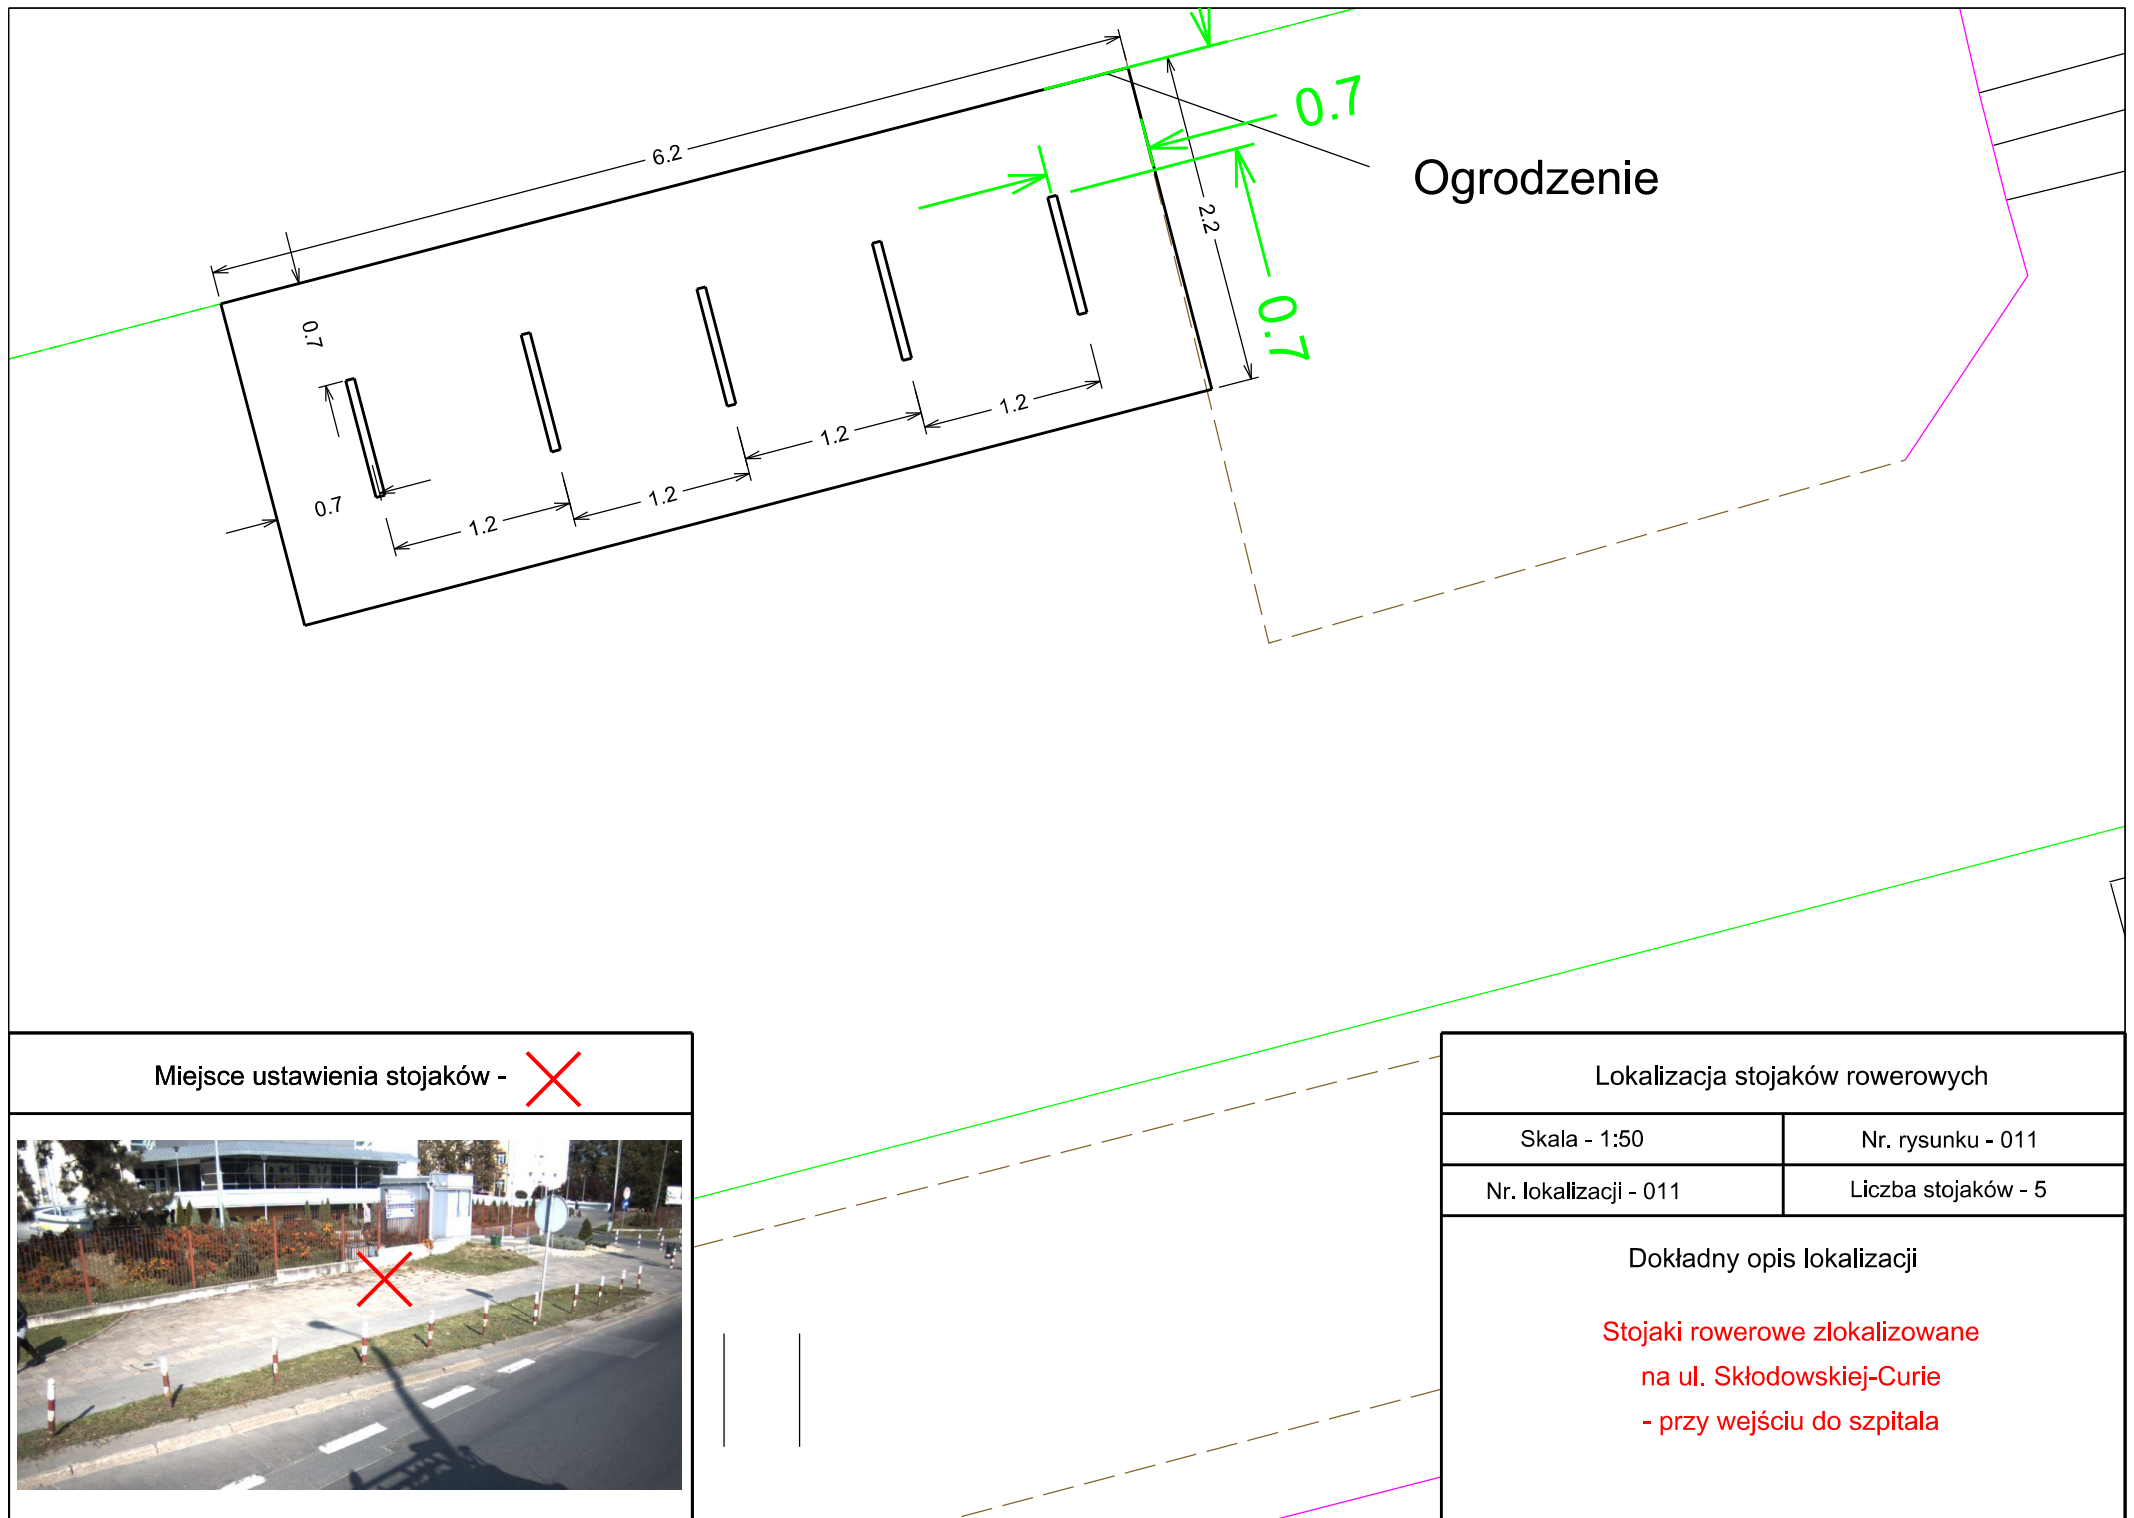 6.2
0.7
Ogrodzenie
2.2
0.7
0.7
0.7
1.2
1.2
1.2
1.2
Miejsce ustawienia stojaków -
Lokalizacja stojaków rowerowych
Skala - 1:50
Nr. rysunku - 011
Nr. lokalizacji - 011
Liczba stojaków - 5
Dokładny opis lokalizacji
Stojaki rowerowe zlokalizowane
na ul. Skłodowskiej-Curie
- przy wejściu do szpitala